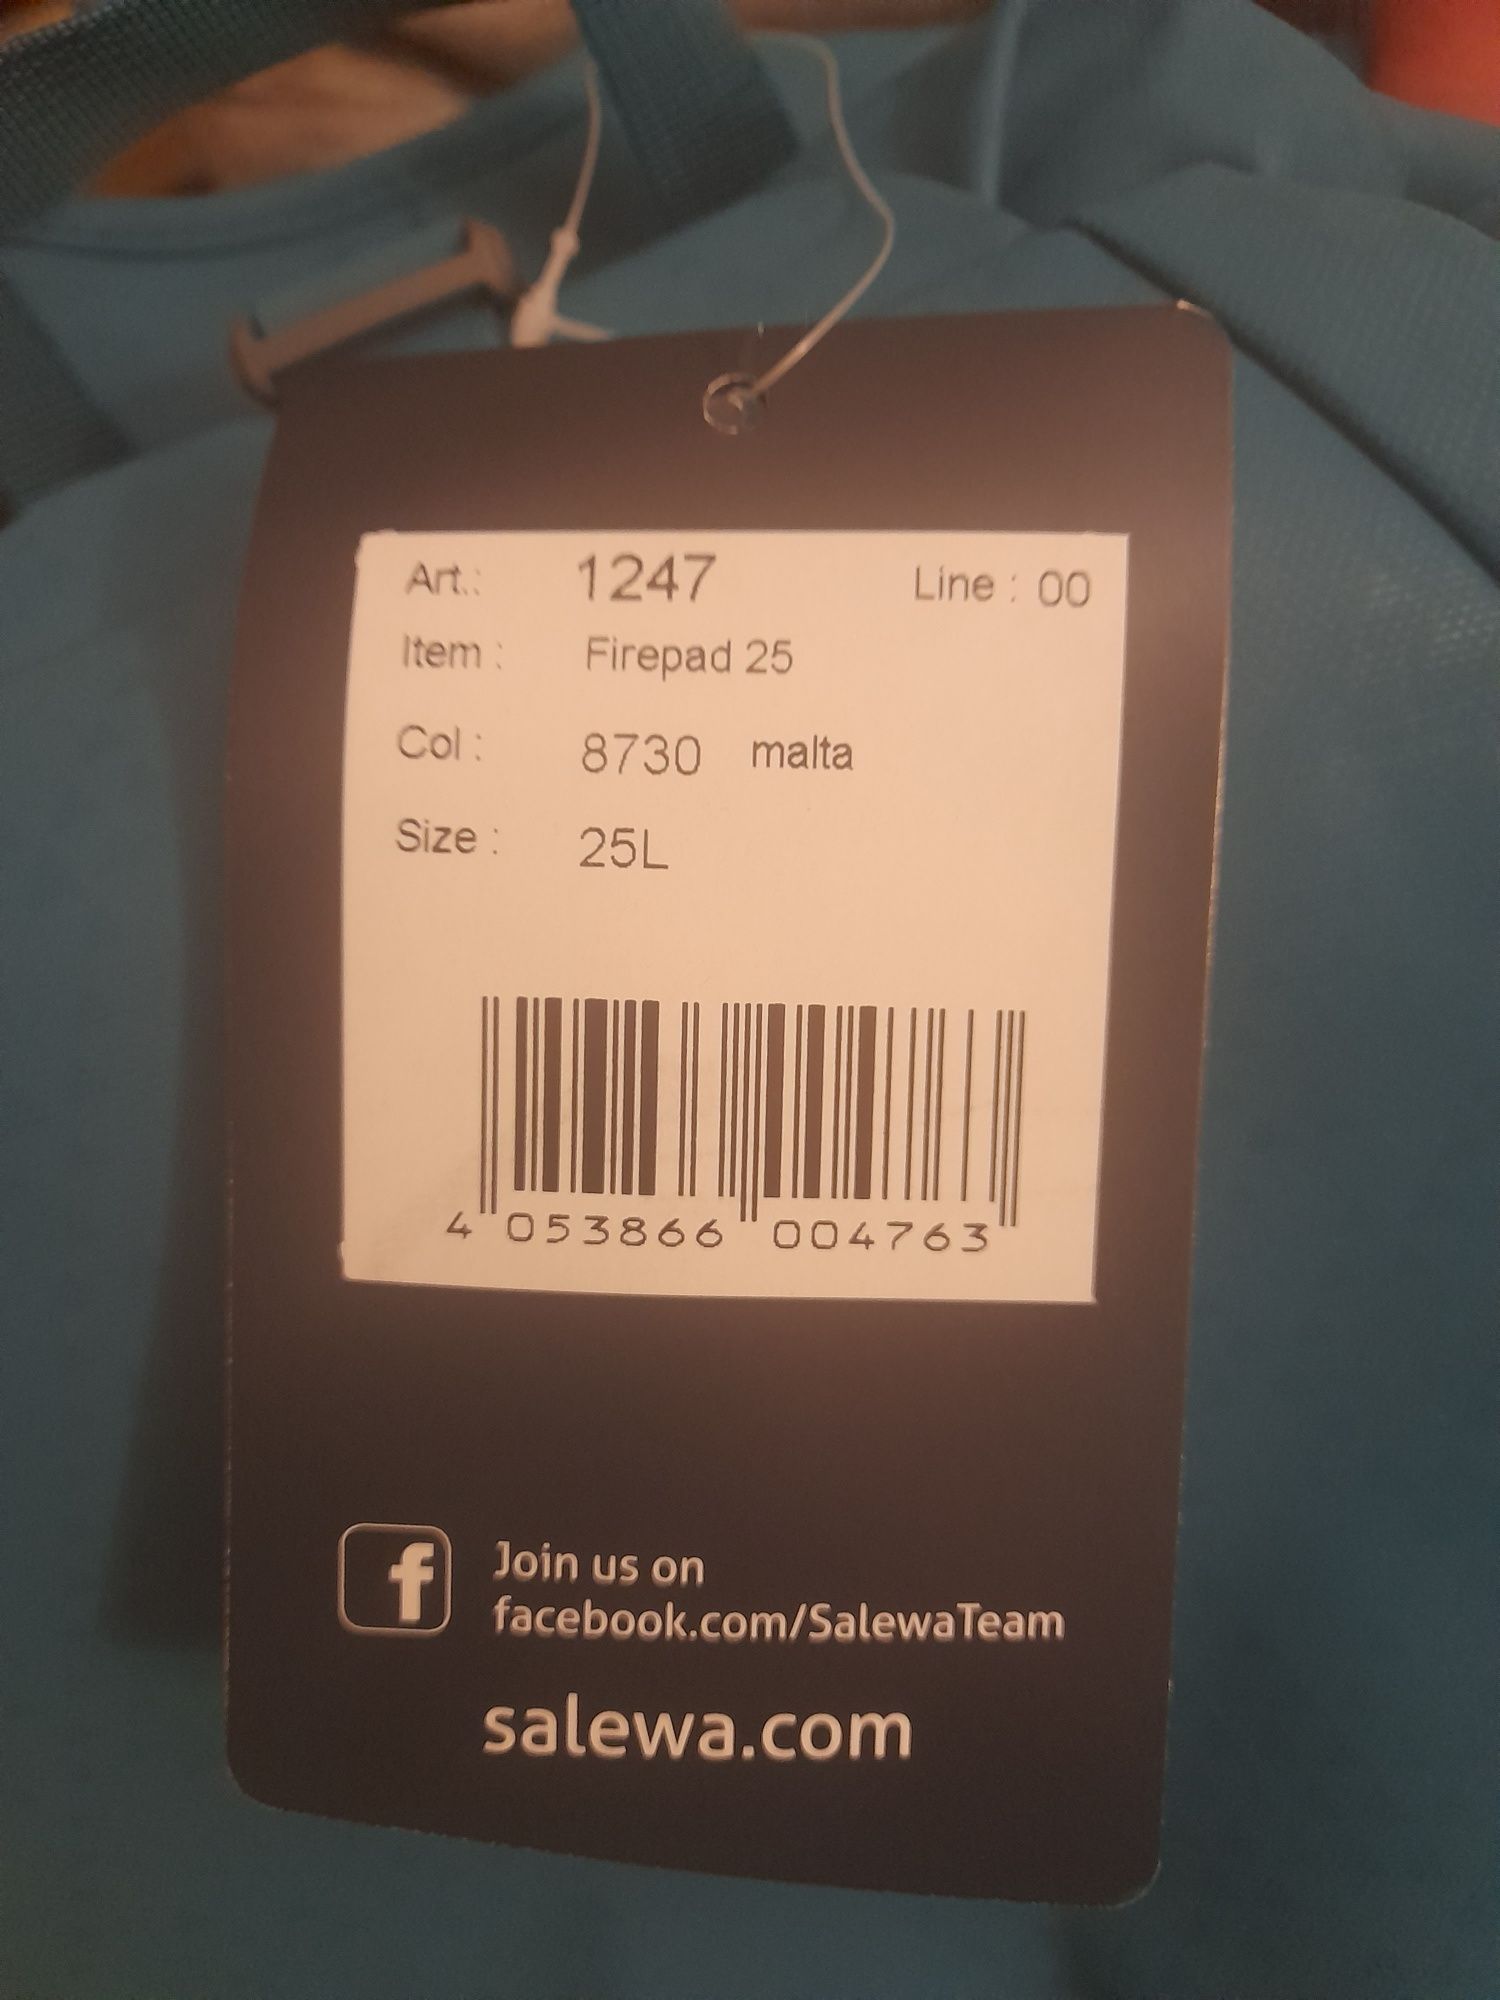 Art.: 1247 Line : 00
Item : Firepad 25
Col : 8730 malta
Size : 25L
4 053866 004763
f
Join us on
facebook.com/SalewaTeam
salewa.com